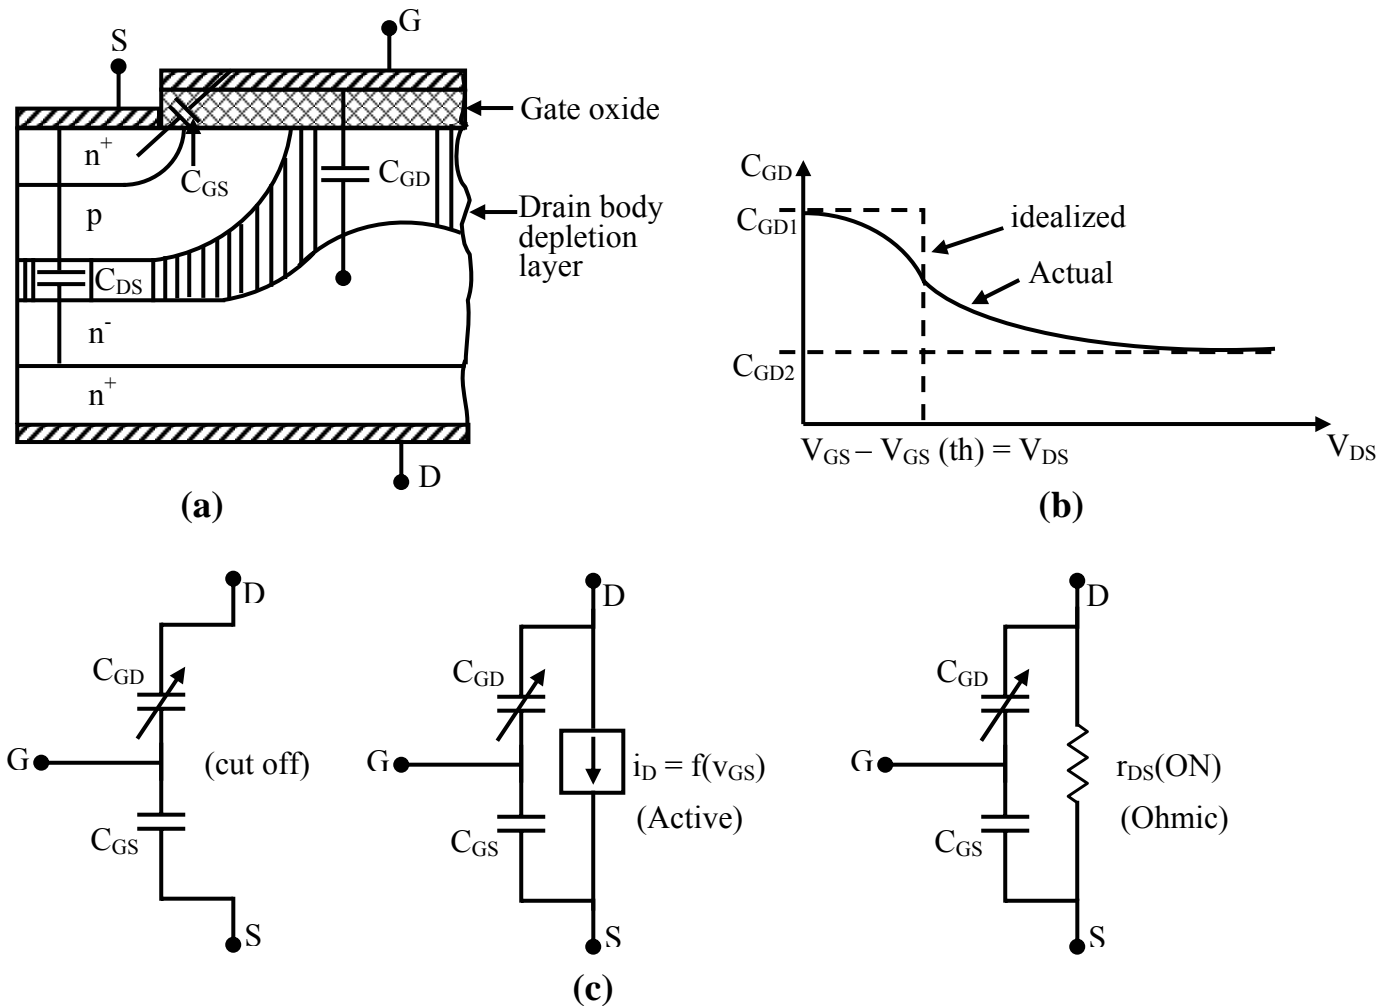 G
S
Gate oxide
n+
CGS
CGD
p
Drain body
depletion
layer
CDS
n-
n+
D
(a)
CGD
CGD1
idealized
Actual
CGD2
VGS – VGS (th) = VDS
VDS
(b)
D
CGD
G
(cut off)
CGS
S
D
CGD
G
iD = f(vGS)
(Active)
CGS
S
D
CGD
G
rDS(ON)
(Ohmic)
CGS
S
(c)